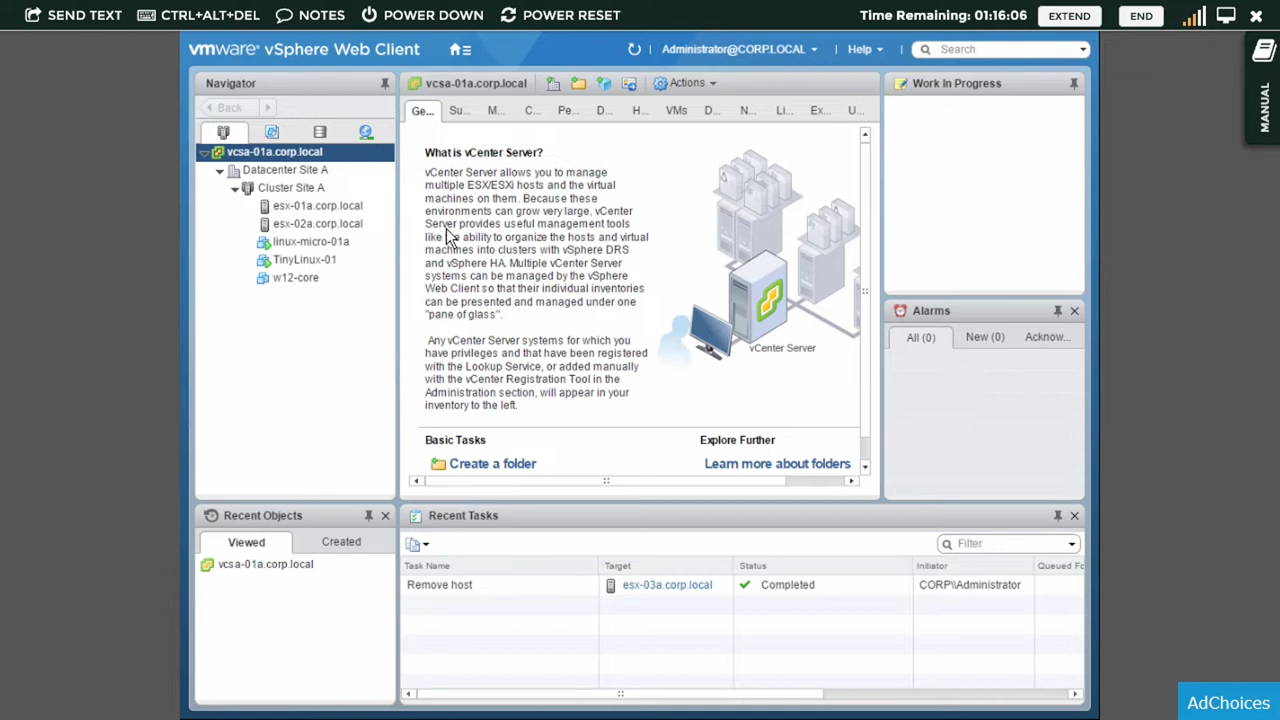 SEND TEXT CTRL+ALT+DEL NOTES POWER DOWN POWER RESET Time Remaining: 01:16:06 EXTEND END
vmware® vSphere Web Client Administrator@CORP.LOCAL Help Search
MANUAL
Navigator
Back
vcsa-01a.corp.local
Datacenter Site A
Cluster Site A
esx-01a.corp.local
esx-02a.corp.local
linux-micro-01a
TinyLinux-01
w12-core
vcsa-01a.corp.local Actions
Ge... Su... M... C... Pe... D... H... VMs D... N... Li... Ex... U...
What is vCenter Server?
vCenter Server allows you to manage
multiple ESX/ESXi hosts and the virtual
machines on them. Because these
environments can grow very large, vCenter
Server provides useful management tools
like ability to organize the hosts and virtual
machines into clusters with vSphere DRS
and vSphere HA. Multiple vCenter Server
systems can be managed by the vSphere
Web Client so that their individual inventories
can be presented and managed under one
"pane of glass".
Any vCenter Server systems for which you
have privileges and that have been registered
with the Lookup Service, or added manually
with the vCenter Registration Tool in the
Administration section, will appear in your
inventory to the left.
vCenter Server
Basic Tasks Explore Further
Create a folder Learn more about folders
Work In Progress
Alarms
All (0) New (0) Acknow...
Recent Objects
Viewed Created
vcsa-01a.corp.local
Recent Tasks
Filter
Task Name Target Status Initiator Queued Fo
Remove host esx-03a.corp.local Completed CORP\\Administrator
AdChoices